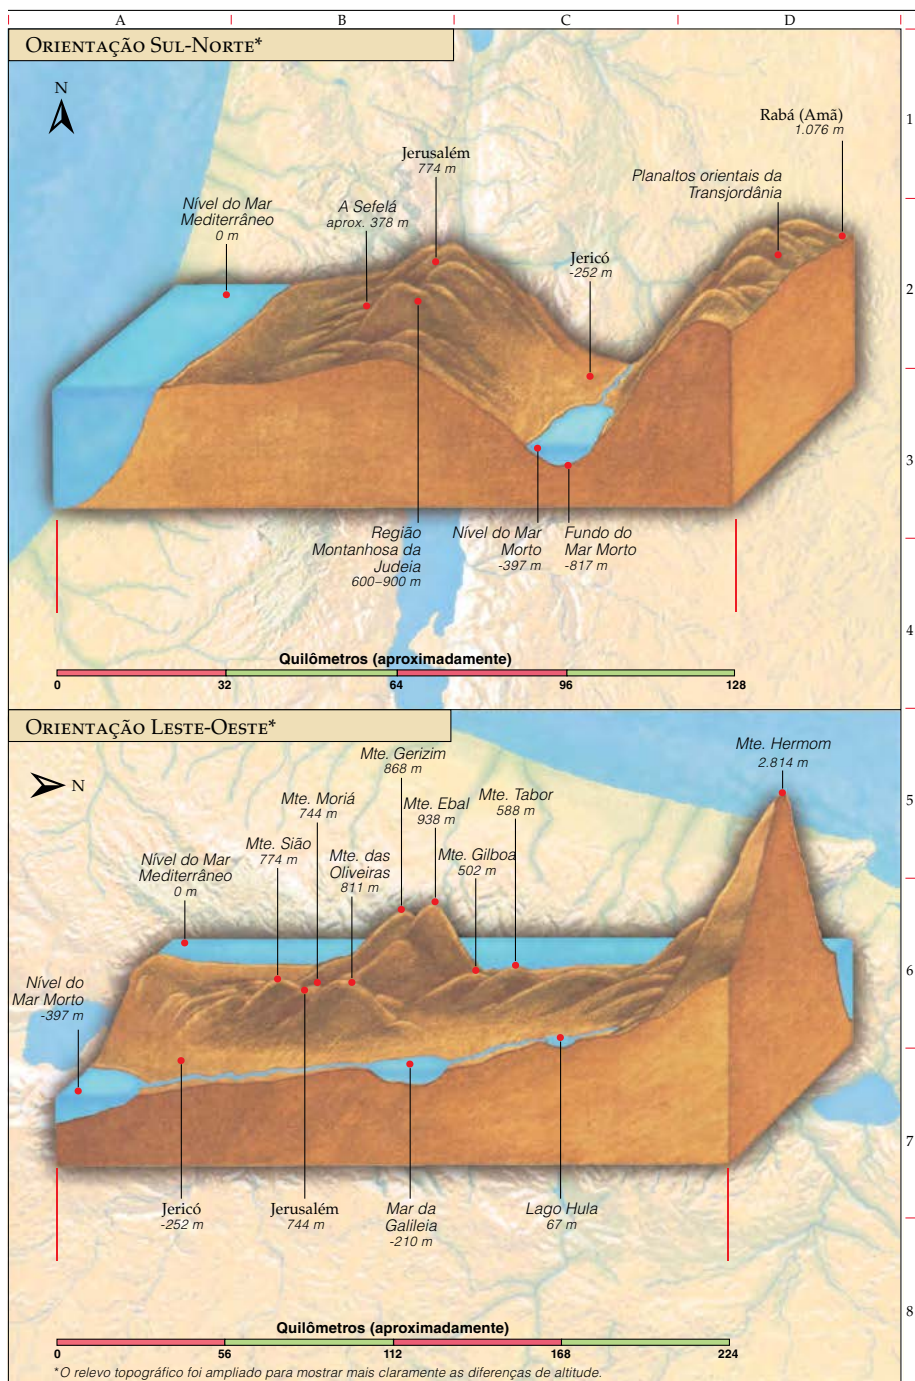 A B C D
ORIENTAÇÃO SUL-NORTE*
N
1
Rabá (Amã)
1.076 m
Jerusalém
774 m
Planaltos orientais da
Transjordânia
Nível do Mar
Mediterrâneo
0 m
A Sefelá
aprox. 378 m
Jericó
-252 m
2
3
Região
Montanhosa da
Judeia
600–900 m
Nível do Mar
Morto
-397 m
Fundo do
Mar Morto
-817 m
4
Quilômetros (aproximadamente)
0 32 64 96 128
ORIENTAÇÃO LESTE-OESTE*
N
Mte. Gerizim
868 m
Mte. Hermom
2.814 m
5
Mte. Moriá
744 m
Mte. Ebal
938 m
Mte. Tabor
588 m
Mte. Sião
774 m
Mte. das
Oliveiras
811 m
Mte. Gilboa
502 m
Nível do Mar
Mediterrâneo
0 m
6
Nível do
Mar Morto
-397 m
7
Jericó
-252 m
Jerusalém
744 m
Mar da
Galileia
-210 m
Lago Hula
67 m
8
Quilômetros (aproximadamente)
0 56 112 168 224
*O relevo topográfico foi ampliado para mostrar mais claramente as diferenças de altitude.